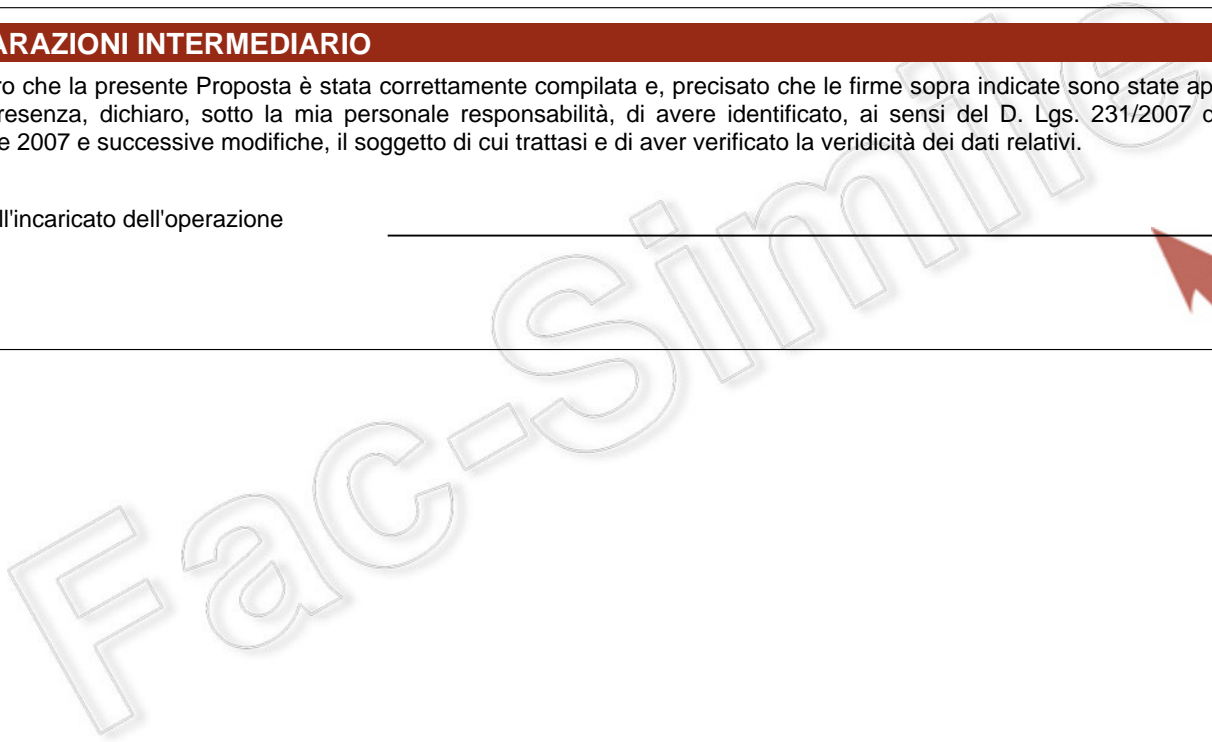 ARAZIONI INTERMEDIARIO
ro che la presente Proposta è stata correttamente compilata e, precisato che le firme sopra indicate sono state ap
resenza, dichiaro, sotto la mia personale responsabilità, di avere identificato, ai sensi del D. Lgs. 231/2007 d
e 2007 e successive modifiche, il soggetto di cui trattasi e di aver verificato la veridicità dei dati relativi.
ll'incaricato dell'operazione
Fac-Simile